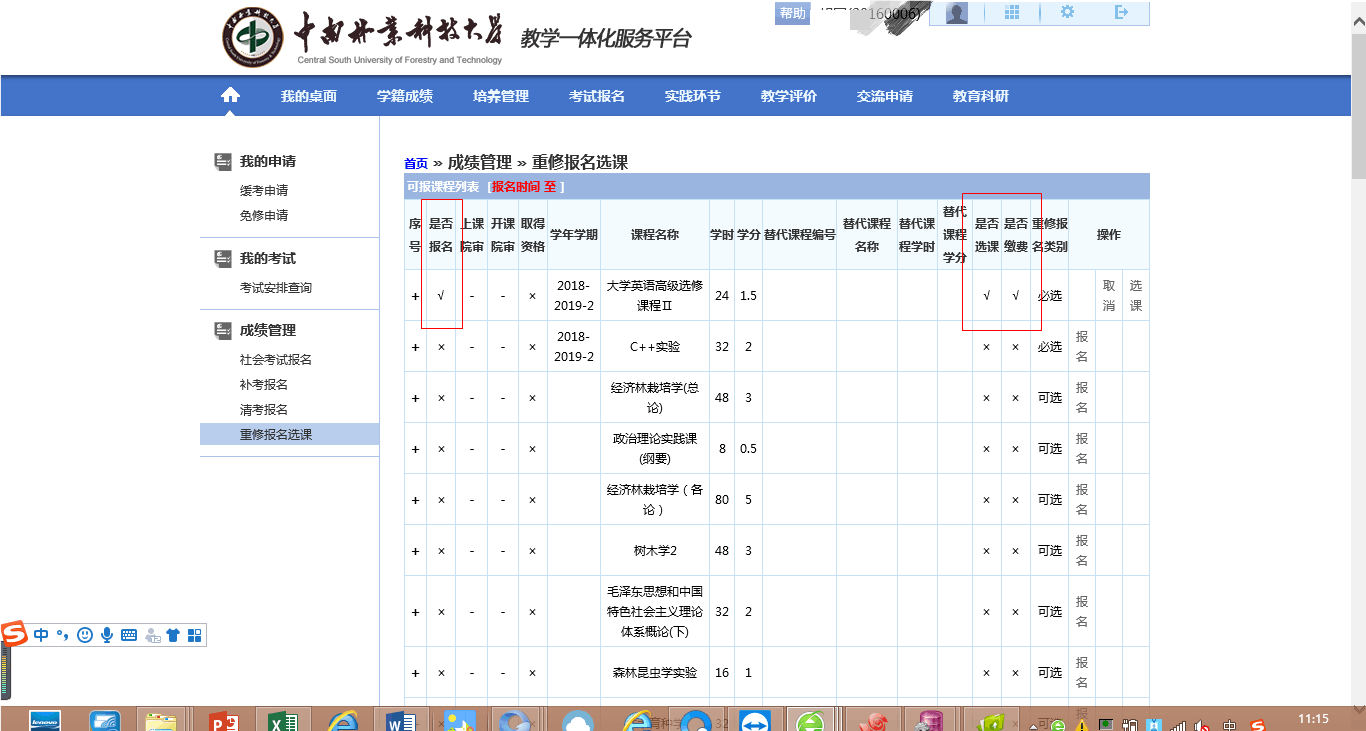 中南林业科技大学
Central South University of Forestry and Technology
教学一体化服务平台
帮助
20160006)
我的桌面 学籍成绩 培养管理 考试报名 实践环节 教学评价 交流申请 教育科研
我的申请
缓考申请
免修申请
我的考试
考试安排查询
成绩管理
社会考试报名
补考报名
清考报名
重修报名选课
首页 » 成绩管理 » 重修报名选课
可报课程列表 [报名时间 至 ]
序号 是否报名 上课院审 开课院审 取得资格 学年学期 课程名称 学时 学分 替代课程编号 替代课程名称 替代课程学时 替代课程学分 是否选课 是否缴费 重修报名类别 操作
+ √ - - × 2018-2019-2 大学英语高级选修课程Ⅱ 24 1.5 √ √ 必选 取消 选课
+ × - - × 2018-2019-2 C++实验 32 2 × × 必选 报名
+ × - - × 经济林栽培学(总论) 48 3 × × 可选 报名
+ × - - × 政治理论实践课(纲要) 8 0.5 × × 可选 报名
+ × - - × 经济林栽培学（各论） 80 5 × × 可选 报名
+ × - - × 树木学2 48 3 × × 可选 报名
+ × - - × 毛泽东思想和中国特色社会主义理论体系概论(下) 32 2 × × 可选 报名
+ × - - × 森林昆虫学实验 16 1 × × 可选 报名
中
lenovo
11:15